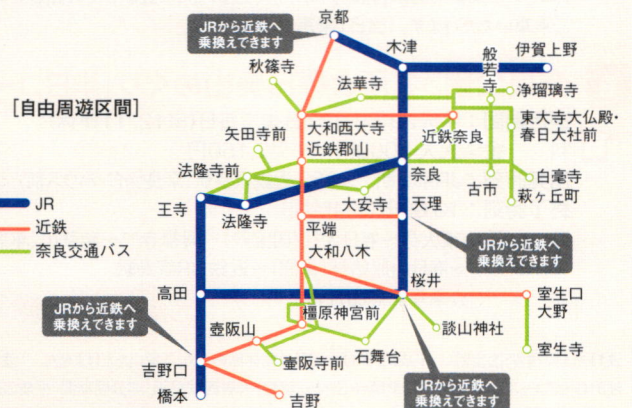 京都
JRから近鉄へ
乗換えできます
木津
般若寺
伊賀上野
秋篠寺
法華寺
浄瑠璃寺
[自由周遊区間]
大和西大寺
近鉄奈良
東大寺大仏殿・
春日大社前
矢田寺前
近鉄郡山
法隆寺前
奈良
白毫寺
古市
萩ヶ丘町
JR
近鉄
奈良交通バス
王寺
法隆寺
大安寺
天理
平端
大和八木
JRから近鉄へ
乗換えできます
高田
桜井
室生口
大野
JRから近鉄へ
乗換えできます
橿原神宮前
壺阪山
談山神社
石舞台
室生寺
吉野口
壺阪寺前
橋本
吉野
JRから近鉄へ
乗換えできます